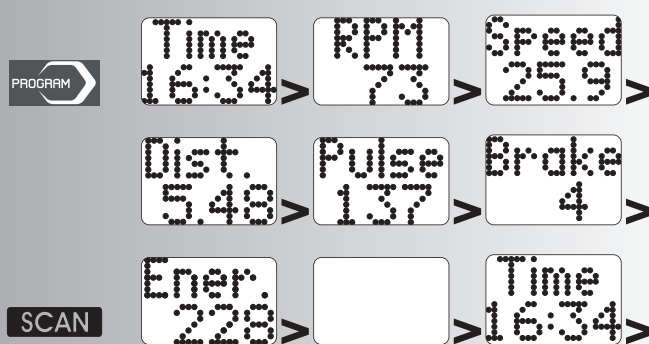 PROGRAM
Time
16:34
>
RPM
73
>
Speed
25.9
>
Dist.
5.48
>
Pulse
137
>
Brake
4
>
Ener.
228
>
>
Time
16:34
>
SCAN